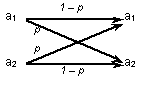 1 – p
a1 a1
p
p
a2 a2
1 – p